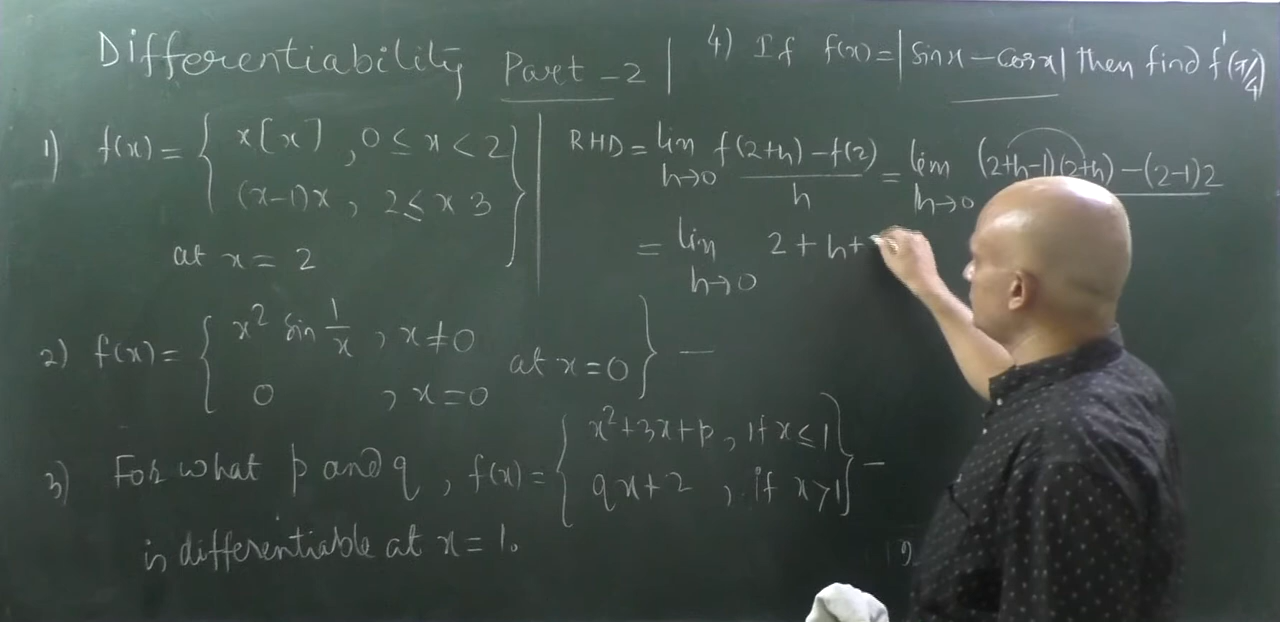 Differentiability Part-2
4) If f(x)=|sinx-cosx| then find f'(π/4)
1) f(x)= { x[x] , 0≤x<2
(x-1)x, 2≤x 3 }
at x=2
RHD = lim h→0 f(2+h)-f(2) / h = lim h→0 (2+h-1)(2+h)-(2-1)2
= lim h→0 2+h+
2) f(x)= { x² sin 1/x , x≠0
0 , x=0 } at x=0 —
3) For what p and q, f(x)= { x²+3x+p, if x≤1
qx+2 , if x>1 } —
is differentiable at x=1.